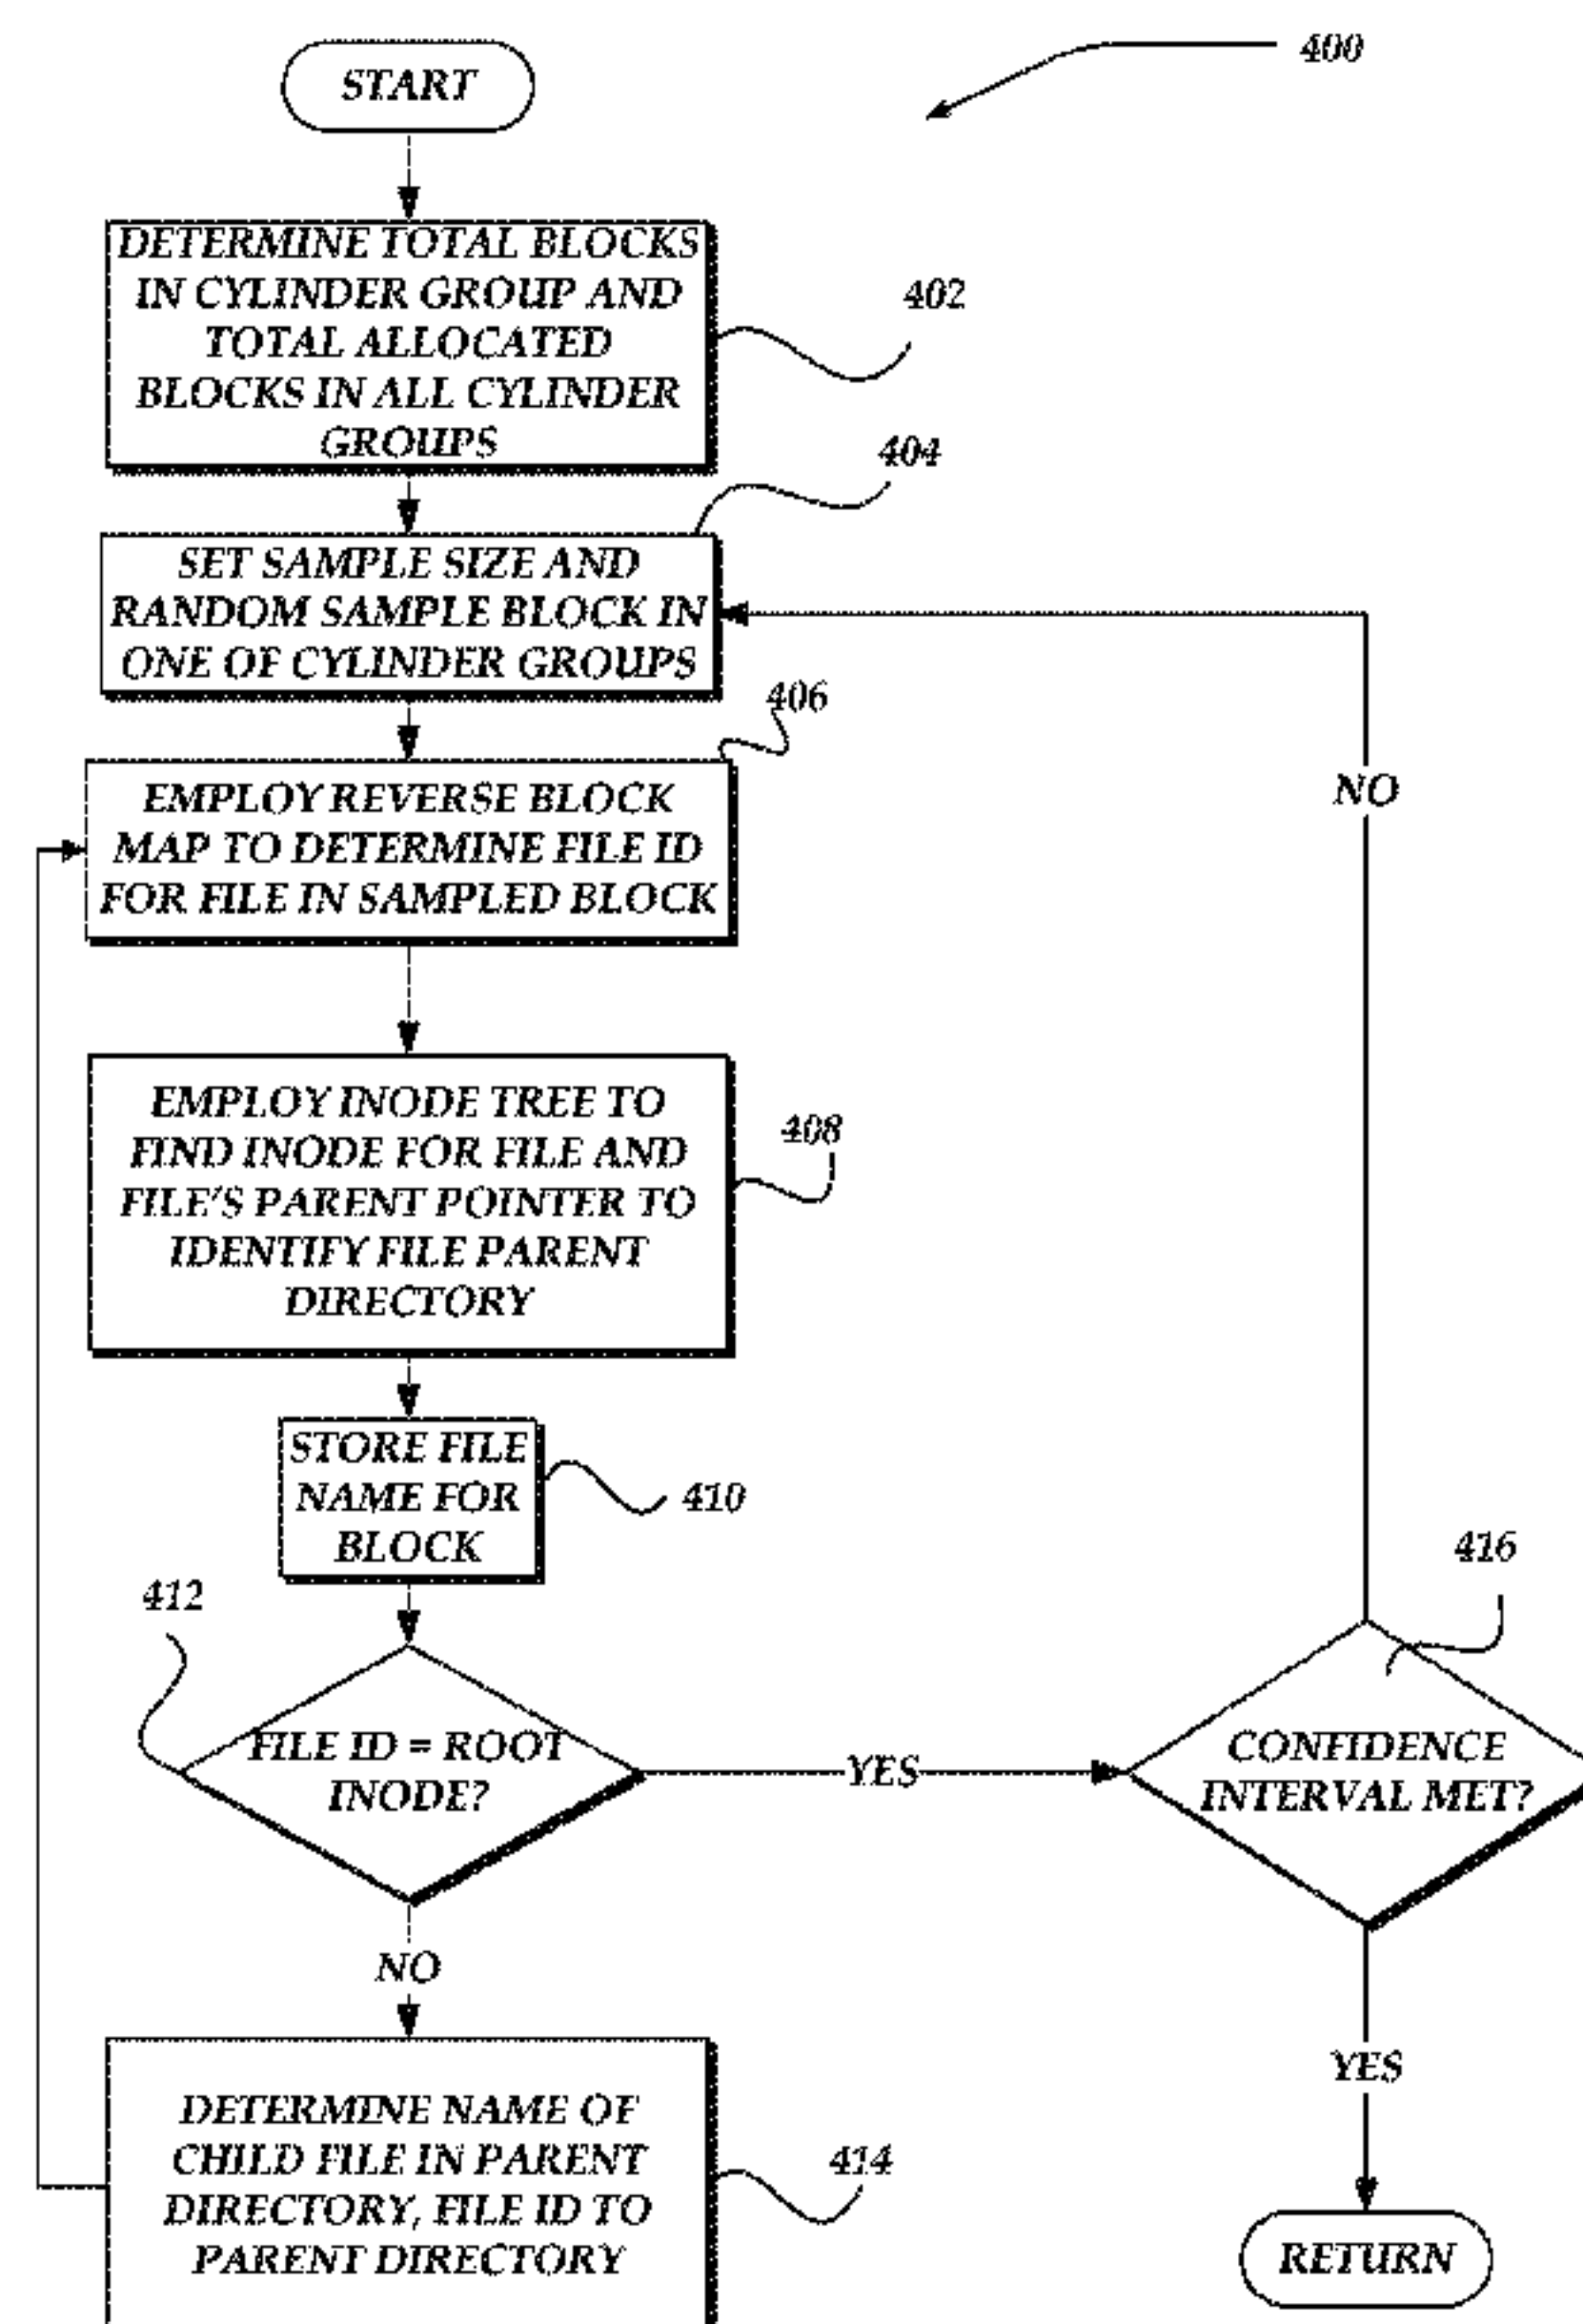 START
400
DETERMINE TOTAL BLOCKS
IN CYLINDER GROUP AND
TOTAL ALLOCATED
BLOCKS IN ALL CYLINDER
GROUPS
402
404
SET SAMPLE SIZE AND
RANDOM SAMPLE BLOCK IN
ONE OF CYLINDER GROUPS
406
EMPLOY REVERSE BLOCK
MAP TO DETERMINE FILE ID
FOR FILE IN SAMPLED BLOCK
NO
EMPLOY INODE TREE TO
FIND INODE FOR FILE AND
FILE'S PARENT POINTER TO
IDENTIFY FILE PARENT
DIRECTORY
408
STORE FILE
NAME FOR
BLOCK
410
412
FILE ID = ROOT
INODE?
YES
416
CONFIDENCE
INTERVAL MET?
NO
YES
DETERMINE NAME OF
CHILD FILE IN PARENT
DIRECTORY, FILE ID TO
PARENT DIRECTORY
414
RETURN